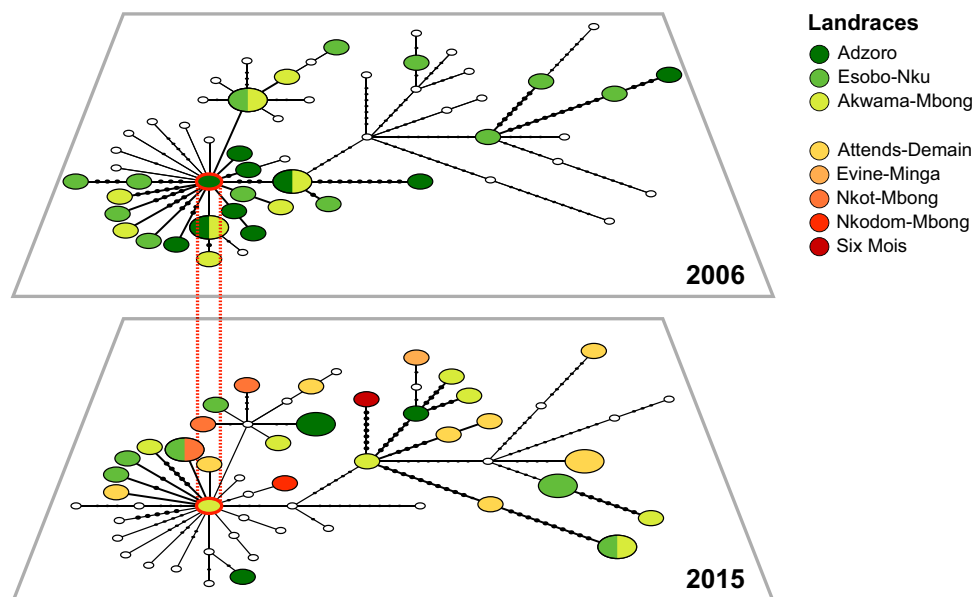 Landraces
Adzoro
Esobo-Nku
Akwama-Mbong
Attends-Demain
Evine-Minga
Nkot-Mbong
Nkodom-Mbong
Six Mois
2006
2015